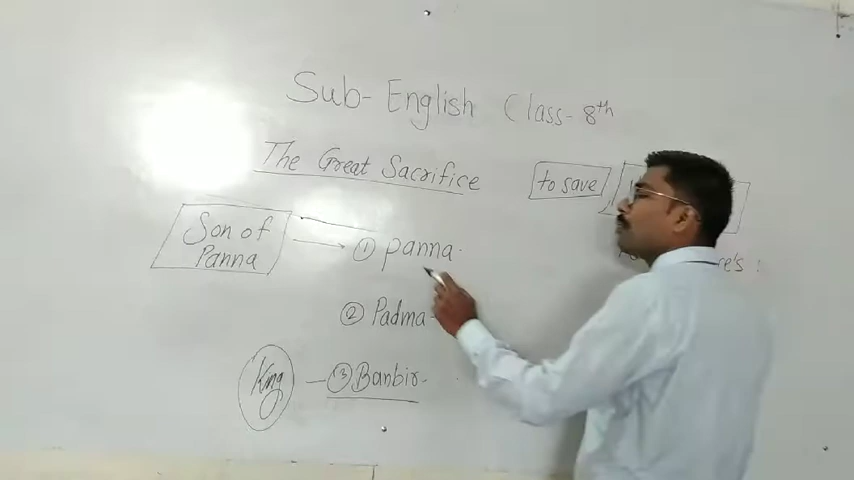 Sub- English Class- 8th
The Great Sacrifice
to save
Son of
Panna
① panna.
② Padma-
King
③ Banbir.